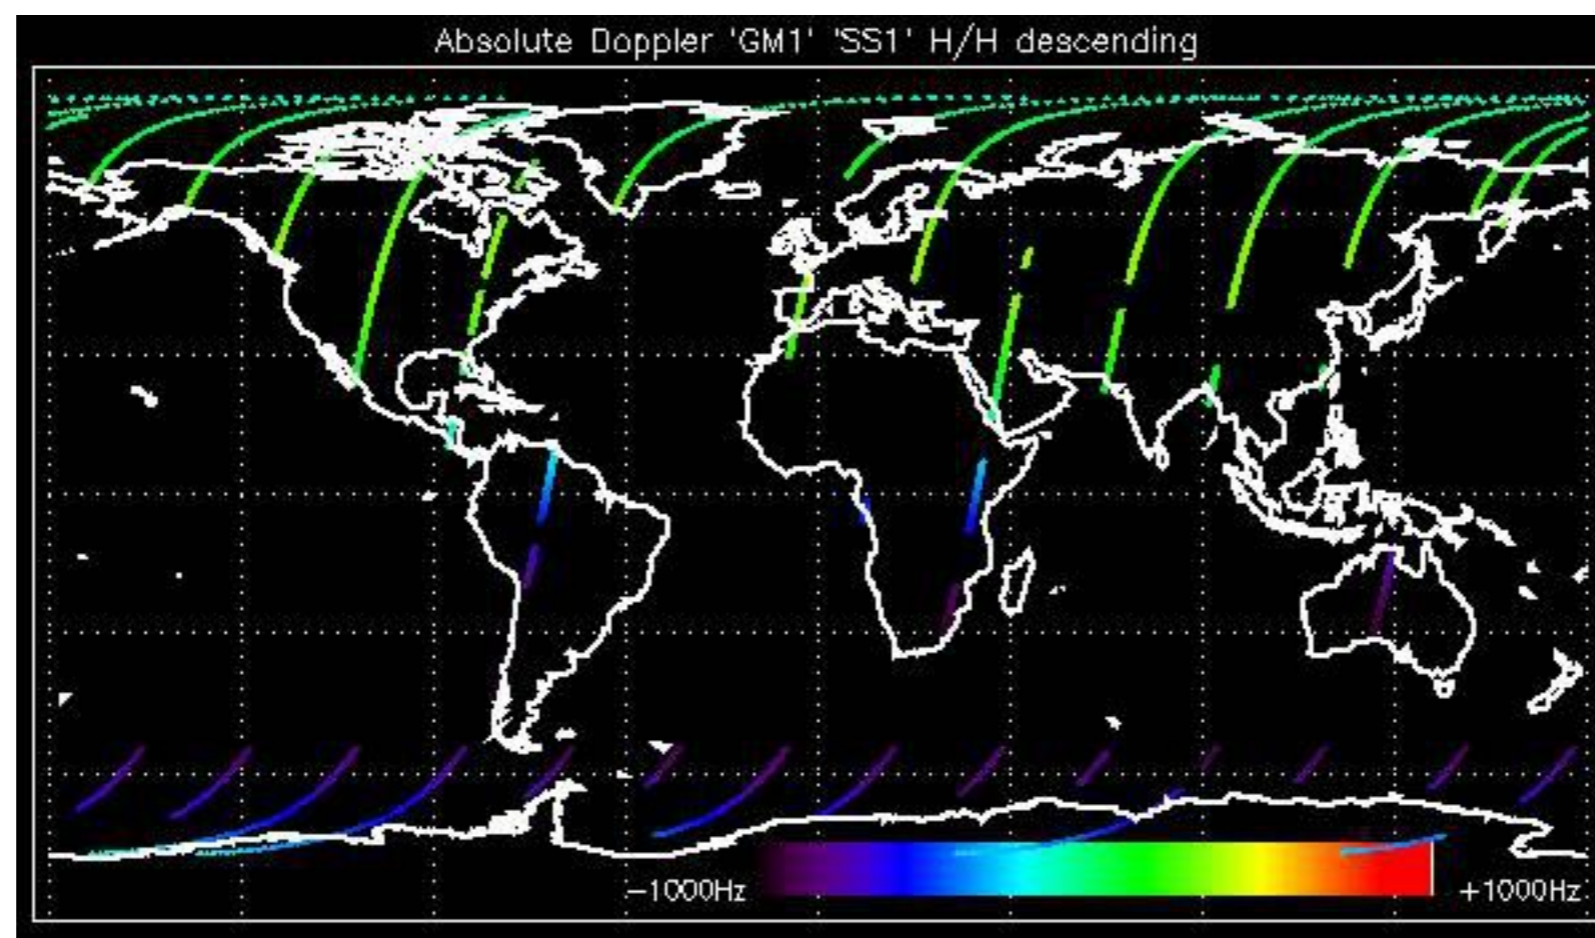 Absolute Doppler 'GM1' 'SS1' H/H descending
−1000Hz +1000Hz